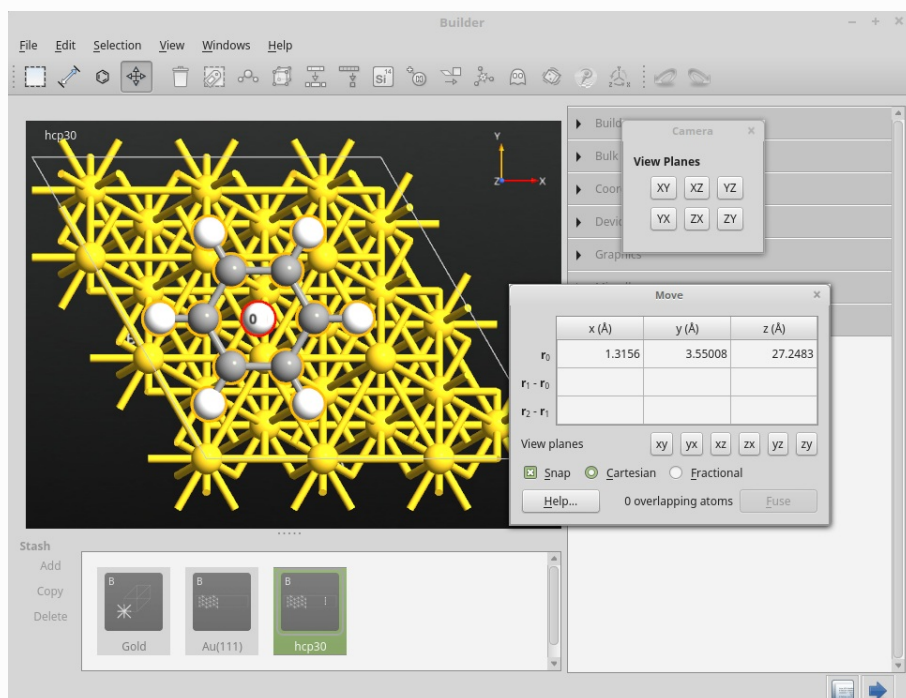 Builder
File Edit Selection View Windows Help
Si 14
hcp30
Y
Z X
Build
Bulk
Coor
Devic
Graphics
Camera x
View Planes
XY XZ YZ
YX ZX ZY
0
Move x
x (Å) y (Å) z (Å)
r0 1.3156 3.55008 27.2483
r1 - r0
r2 - r1
View planes xy yx xz zx yz zy
Snap Cartesian Fractional
Help... 0 overlapping atoms Fuse
Stash
Add
Copy
Delete
B B B
Gold Au(111) hcp30